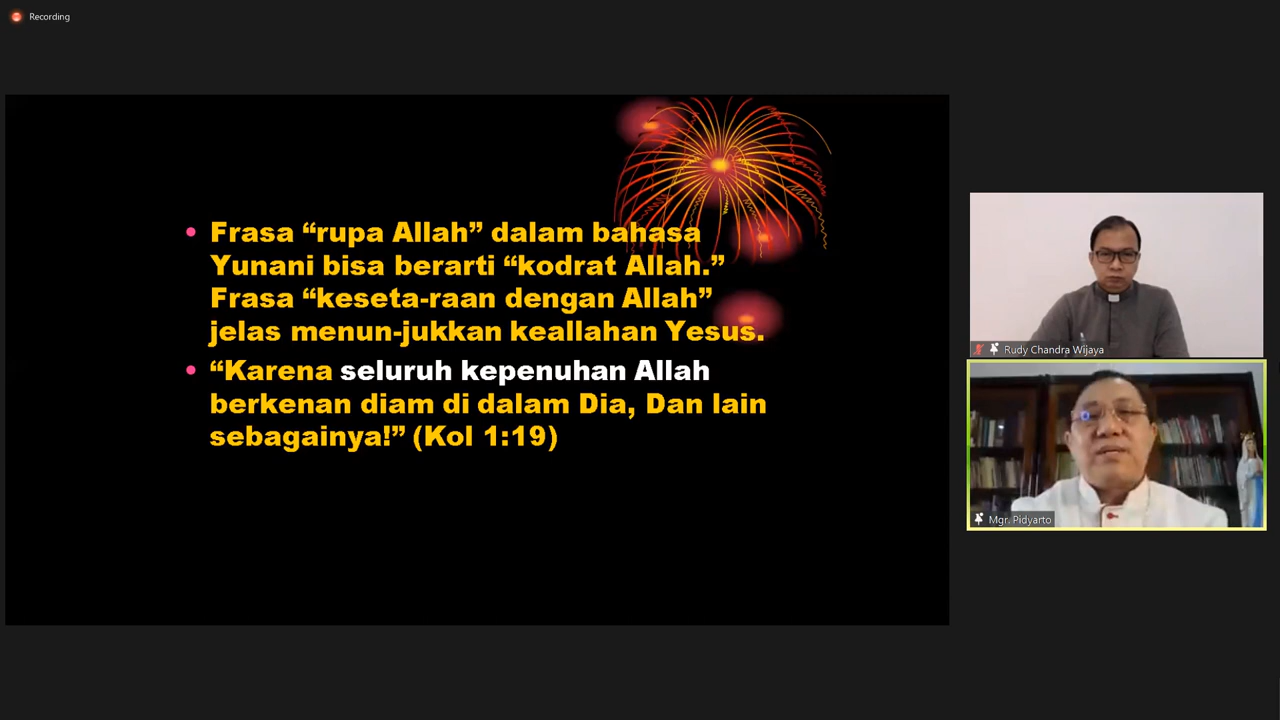 Recording
• Frasa “rupa Allah” dalam bahasa
Yunani bisa berarti “kodrat Allah.”
Frasa “keseta-raan dengan Allah”
jelas menun-jukkan keallahan Yesus.
• “Karena seluruh kepenuhan Allah
berkenan diam di dalam Dia, Dan lain
sebagainya!” (Kol 1:19)
Rudy Chandra Wijaya
Mgr. Pidyarto